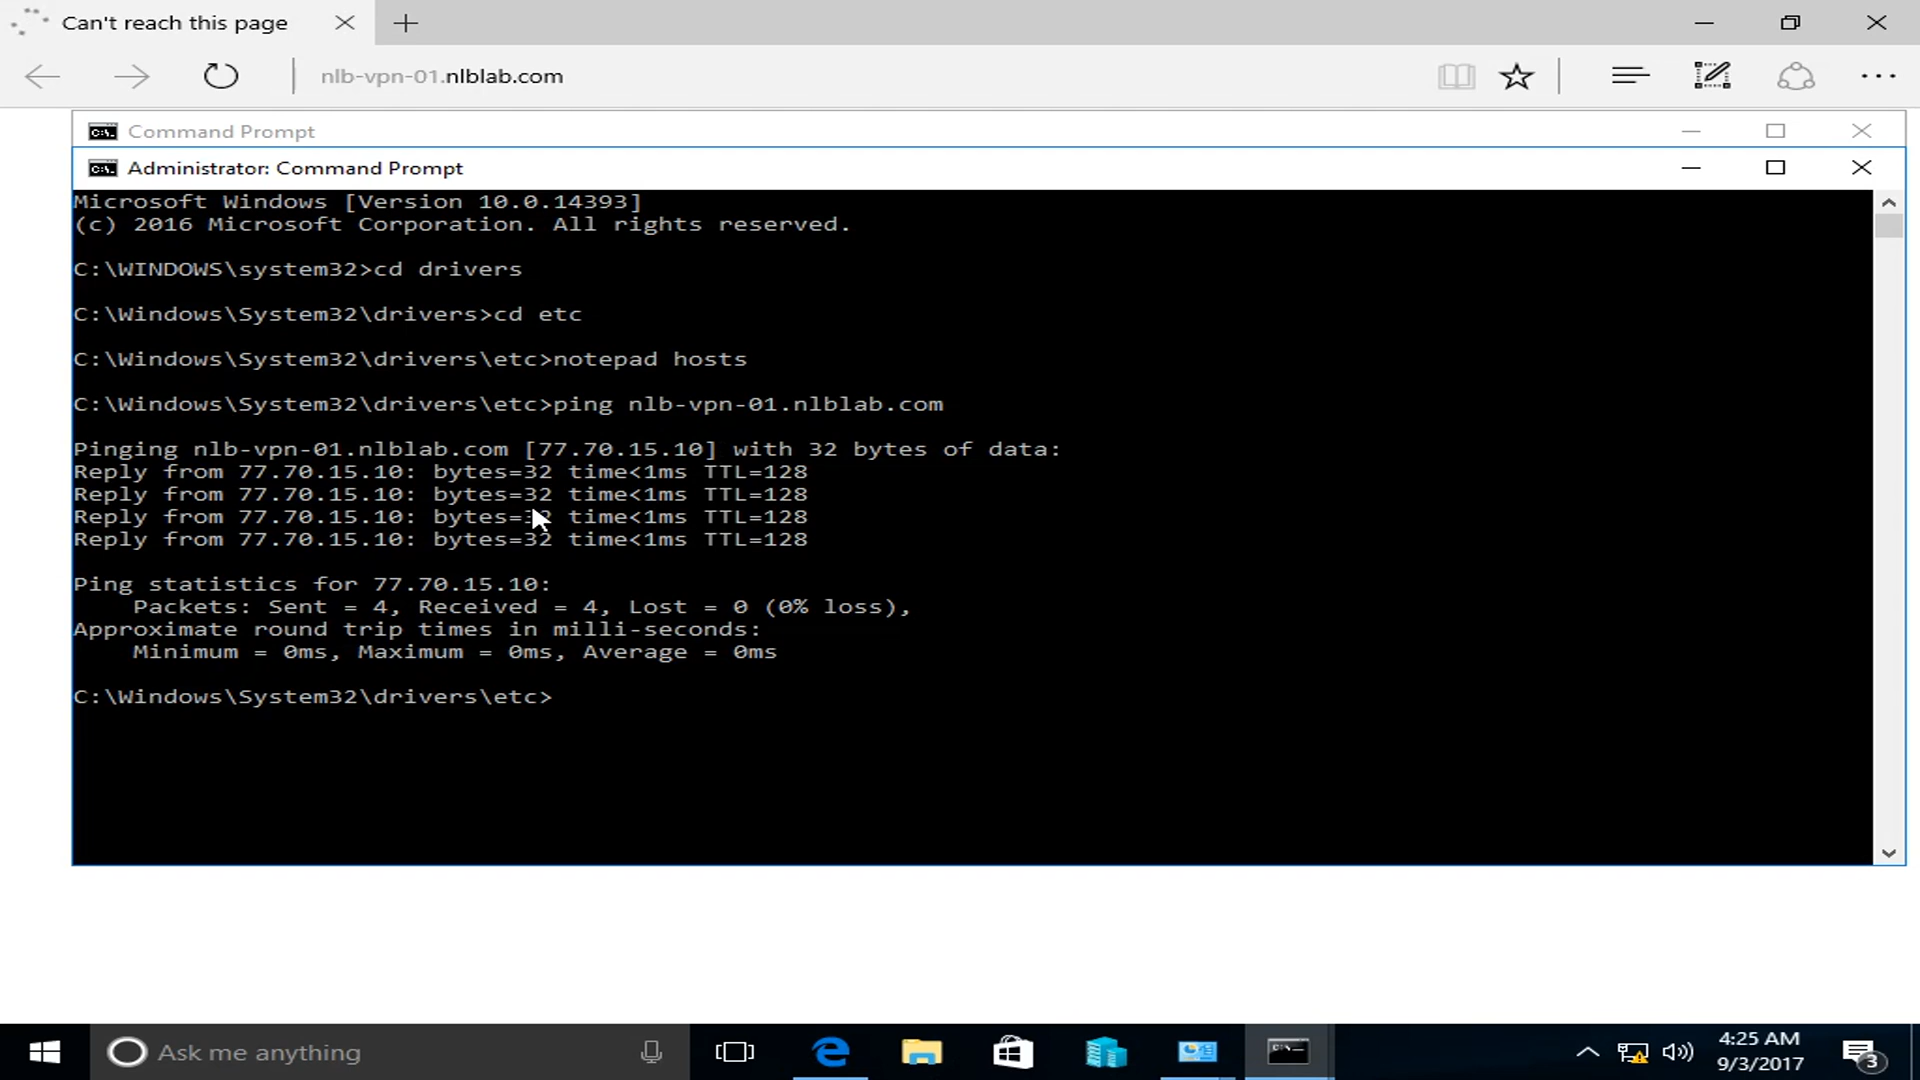 Can't reach this page
nlb-vpn-01.nlblab.com
Command Prompt
Administrator: Command Prompt
Microsoft Windows [Version 10.0.14393]
(c) 2016 Microsoft Corporation. All rights reserved.
C:\WINDOWS\system32>cd drivers
C:\Windows\System32\drivers>cd etc
C:\Windows\System32\drivers\etc>notepad hosts
C:\Windows\System32\drivers\etc>ping nlb-vpn-01.nlblab.com
Pinging nlb-vpn-01.nlblab.com [77.70.15.10] with 32 bytes of data:
Reply from 77.70.15.10: bytes=32 time<1ms TTL=128
Reply from 77.70.15.10: bytes=32 time<1ms TTL=128
Reply from 77.70.15.10: bytes=32 time<1ms TTL=128
Reply from 77.70.15.10: bytes=32 time<1ms TTL=128
Ping statistics for 77.70.15.10:
Packets: Sent = 4, Received = 4, Lost = 0 (0% loss),
Approximate round trip times in milli-seconds:
Minimum = 0ms, Maximum = 0ms, Average = 0ms
C:\Windows\System32\drivers\etc>
Ask me anything
4:25 AM
9/3/2017
3